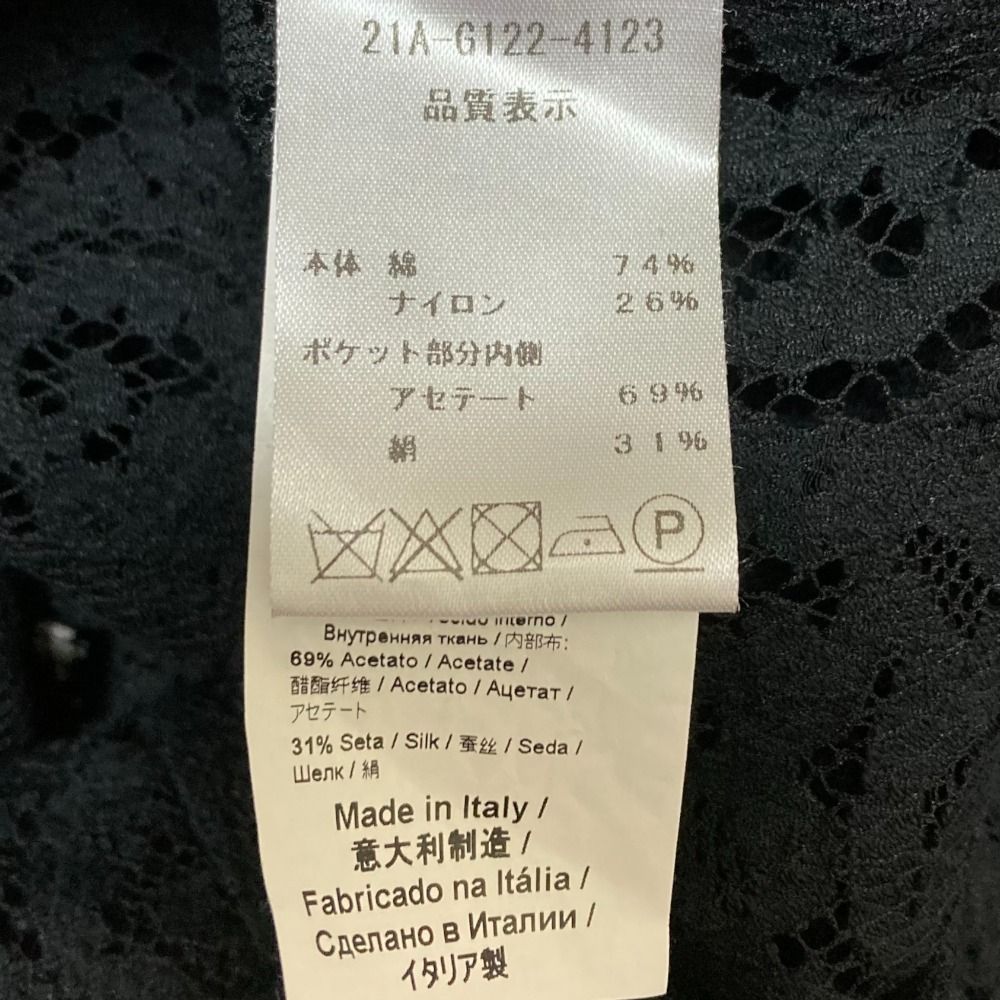 21A-G122-4123
品質表示
本体 綿 74%
ナイロン 26%
ポケット部分内側
アセテート 69%
絹 31%
P
interno /
Внутренняя ткань / 内部布:
69% Acetato / Acetate /
醋酯纤维 / Acetato / Ацетат /
アセテート
31% Seta / Silk / 蚕丝 / Seda /
Шелк / 絹
Made in Italy /
意大利制造 /
Fabricado na Itália /
Сделано в Италии /
イタリア製